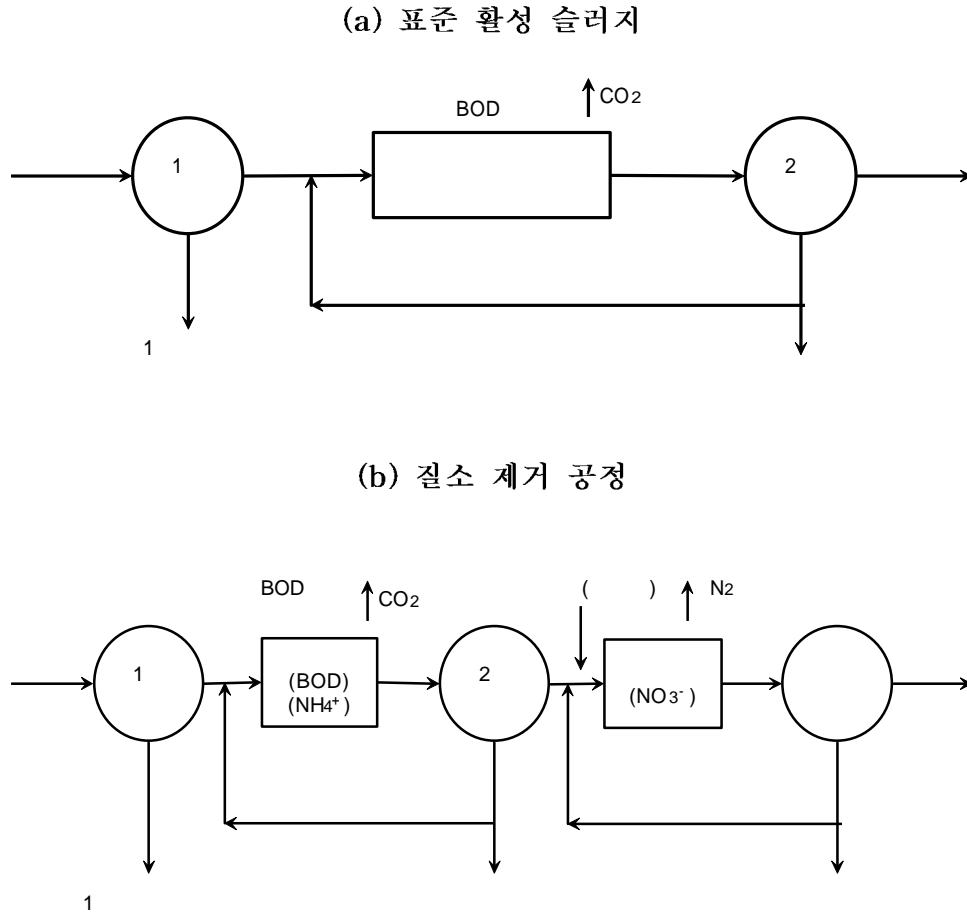 (a) 표준 활성 슬러지
BOD
CO2
1
2
1
(b) 질소 제거 공정
BOD
CO2
( )
N2
1
(BOD)
(NH4+)
2
(NO3-)
1